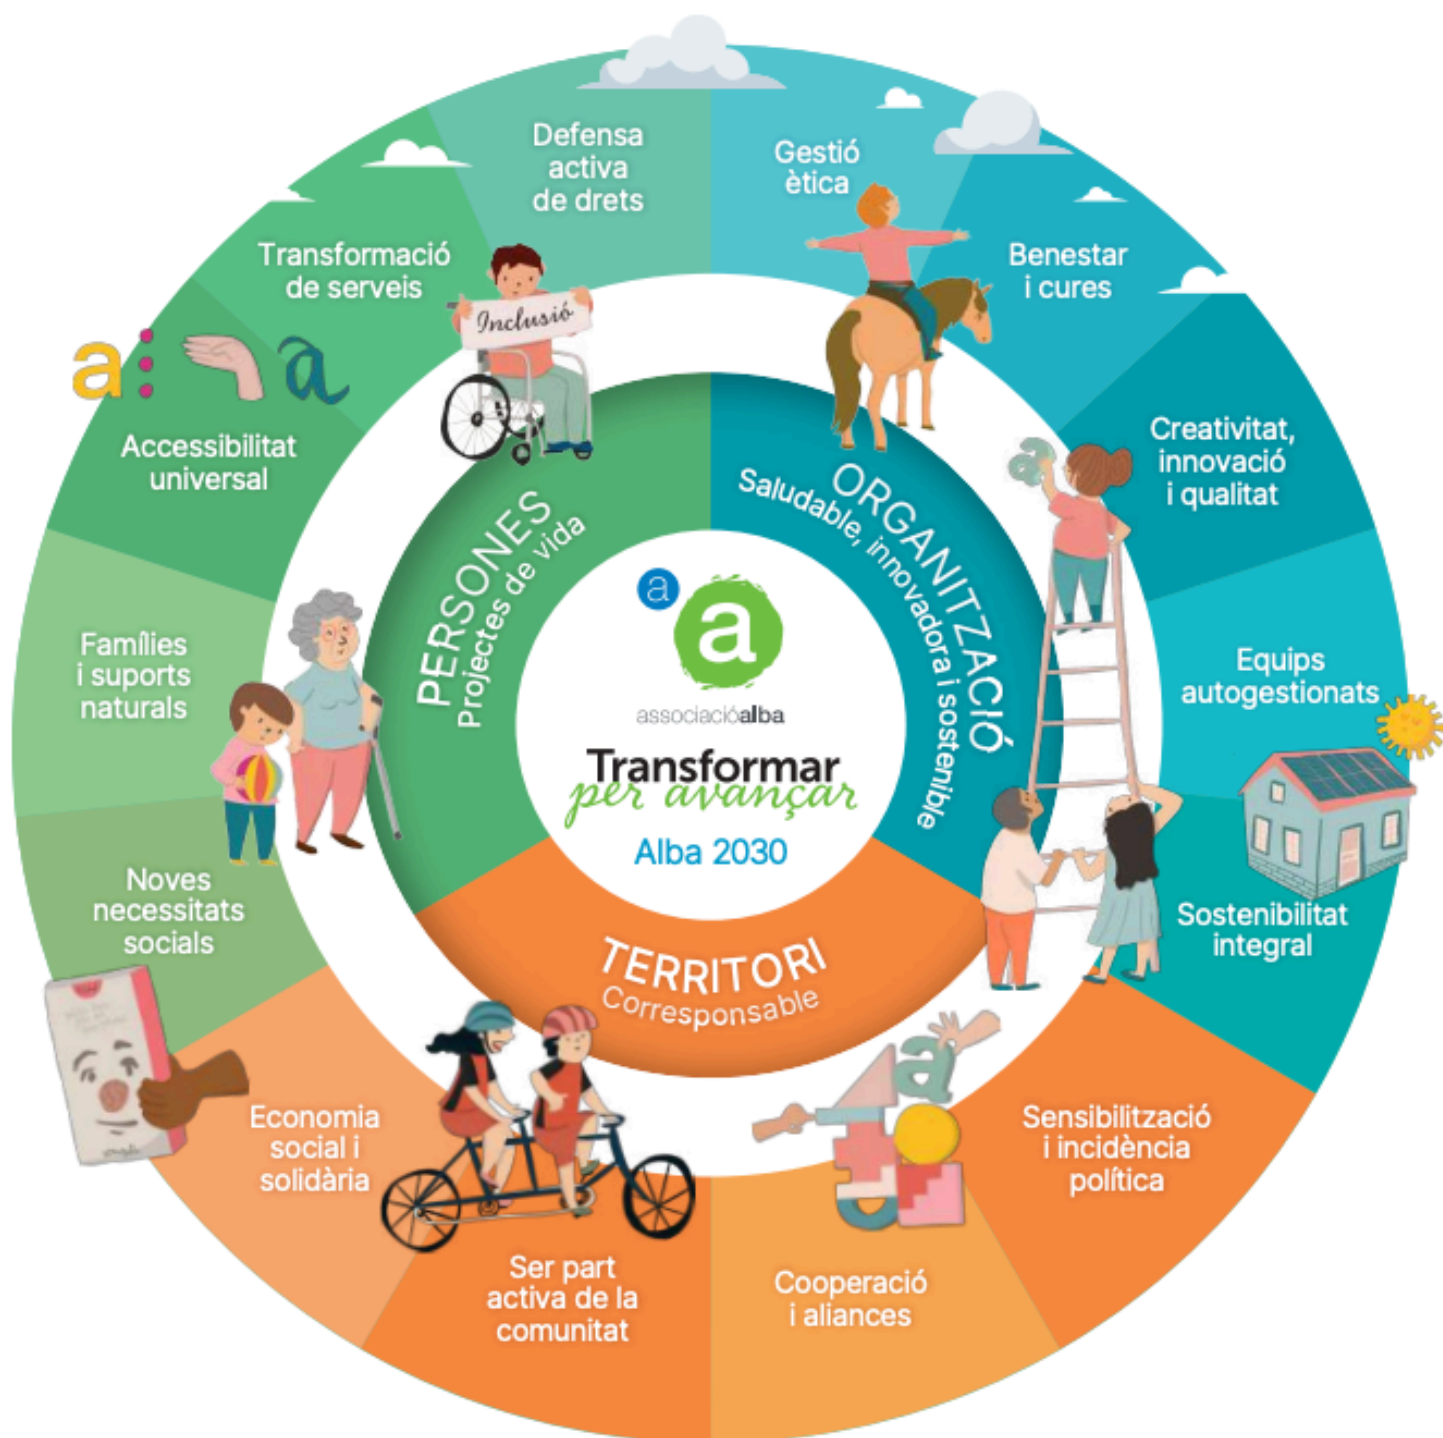 Defensa
activa
de drets
Gestió
ètica
Benestar
i cures
Creativitat,
innovació
i qualitat
Equips
autogestionats
Sostenibilitat
integral
Sensibilització
i incidència
política
Cooperació
i aliances
Ser part
activa de la
comunitat
Economia
social i
solidària
Noves
necessitats
socials
Famílies
i suports
naturals
Accessibilitat
universal
Transformació
de serveis
Inclusió
a
a
a
PERSONES
Projectes de vida
ORGANITZACIÓ
Saludable, innovadora i sostenible
TERRITORI
Corresponsable
a
a
associacióalba
Transformar
per avançar
Alba 2030
a